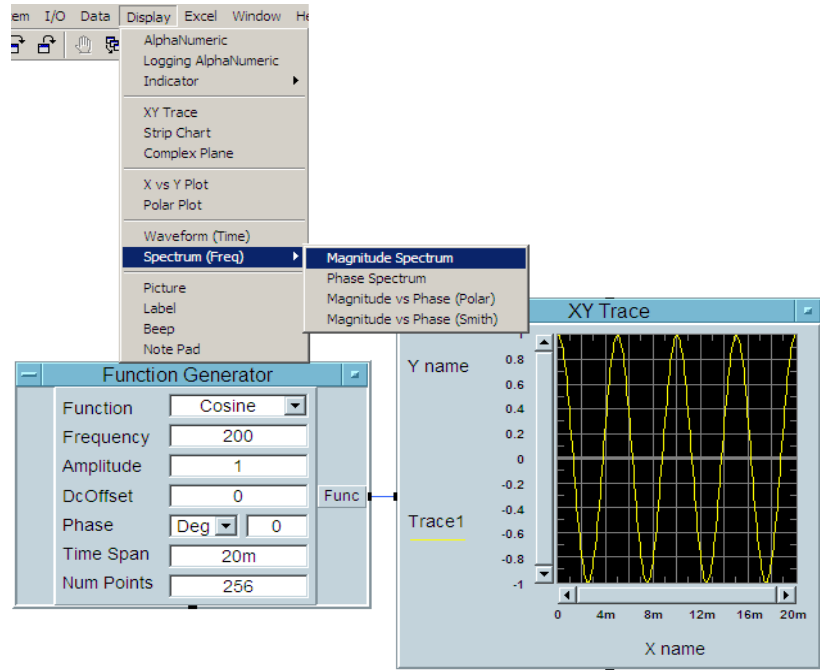 em I/O Data Display Excel Window He
AlphaNumeric
Logging AlphaNumeric
Indicator
XY Trace
Strip Chart
Complex Plane
X vs Y Plot
Polar Plot
Waveform (Time)
Spectrum (Freq)
Magnitude Spectrum
Phase Spectrum
Magnitude vs Phase (Polar)
Magnitude vs Phase (Smith)
Picture
Label
Beep
Note Pad
Function Generator
Function Cosine
Frequency 200
Amplitude 1
DcOffset 0
Phase Deg 0
Time Span 20m
Num Points 256
Func
XY Trace
Y name
Trace1
0.8
0.6
0.4
0.2
0
-0.2
-0.4
-0.6
-0.8
-1
0 4m 8m 12m 16m 20m
X name